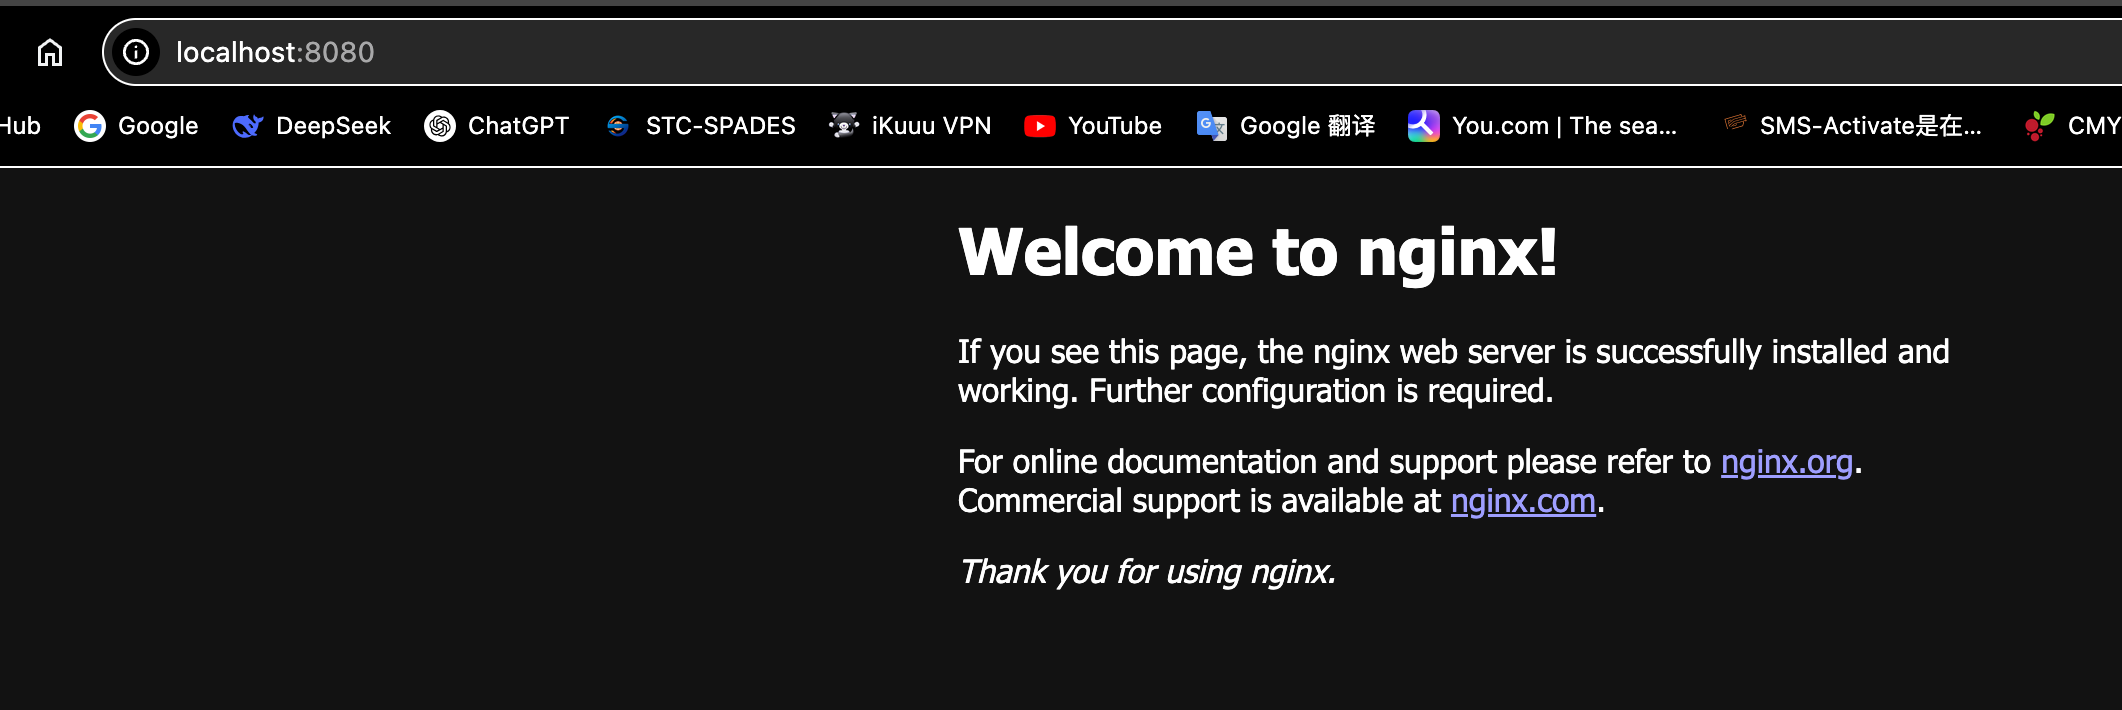 localhost:8080
Hub Google DeepSeek ChatGPT STC-SPADES iKuuu VPN YouTube Google 翻译 You.com | The sea... SMS-Activate是在... CMY
Welcome to nginx!
If you see this page, the nginx web server is successfully installed and
working. Further configuration is required.
For online documentation and support please refer to nginx.org.
Commercial support is available at nginx.com.
Thank you for using nginx.